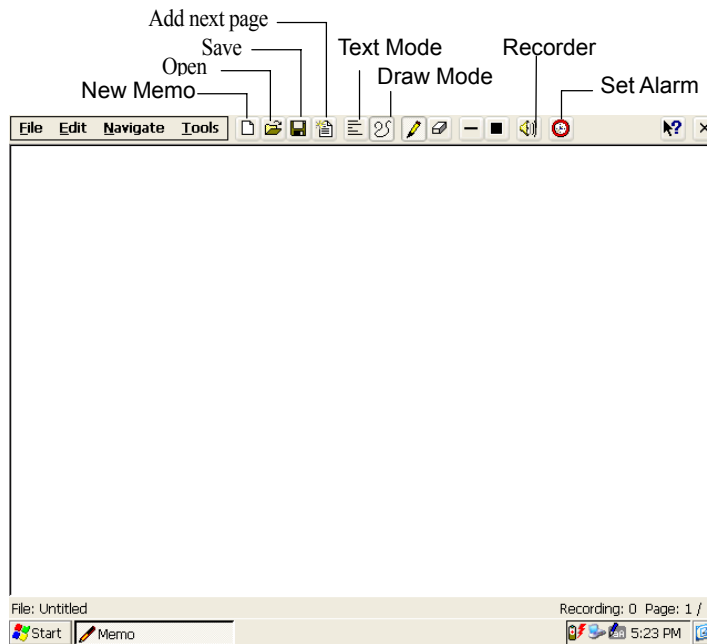 Add next page
Save
Text Mode
Recorder
Open
Draw Mode
New Memo
Set Alarm
File Edit Navigate Tools
File: Untitled
Recording: 0 Page: 1 /
Start
Memo
5:23 PM